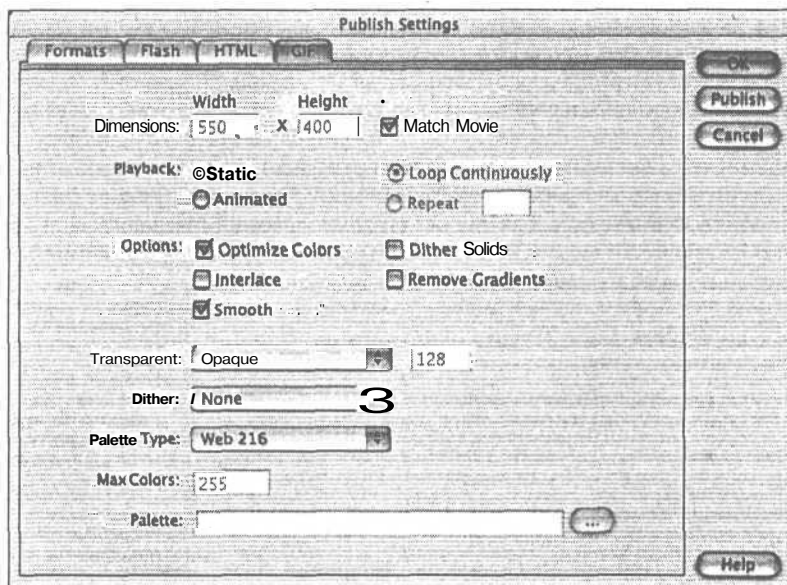 Publish Settings
Formats Flash HTML GIF
OK
Publish
Cancel
Width Height
Dimensions: 550 X 400 Match Movie
Playback: ©Static Loop Continuously
Animated Repeat
Options: Optimize Colors Dither Solids
Interlace Remove Gradients
Smooth
Transparent: Opaque 128
Dither: / None 3
Palette Type: Web 216
Max Colors: 255
Palette: ...
Help